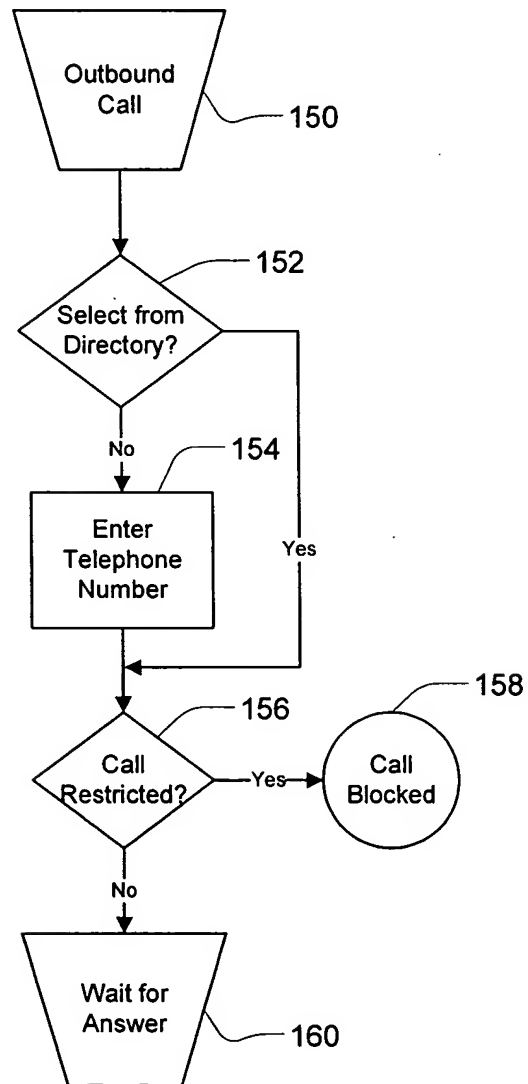 Outbound
Call
150
152
Select from
Directory?
No
154
Enter
Telephone
Number
Yes
156
158
Call
Restricted?
Yes
Call
Blocked
No
Wait for
Answer
160